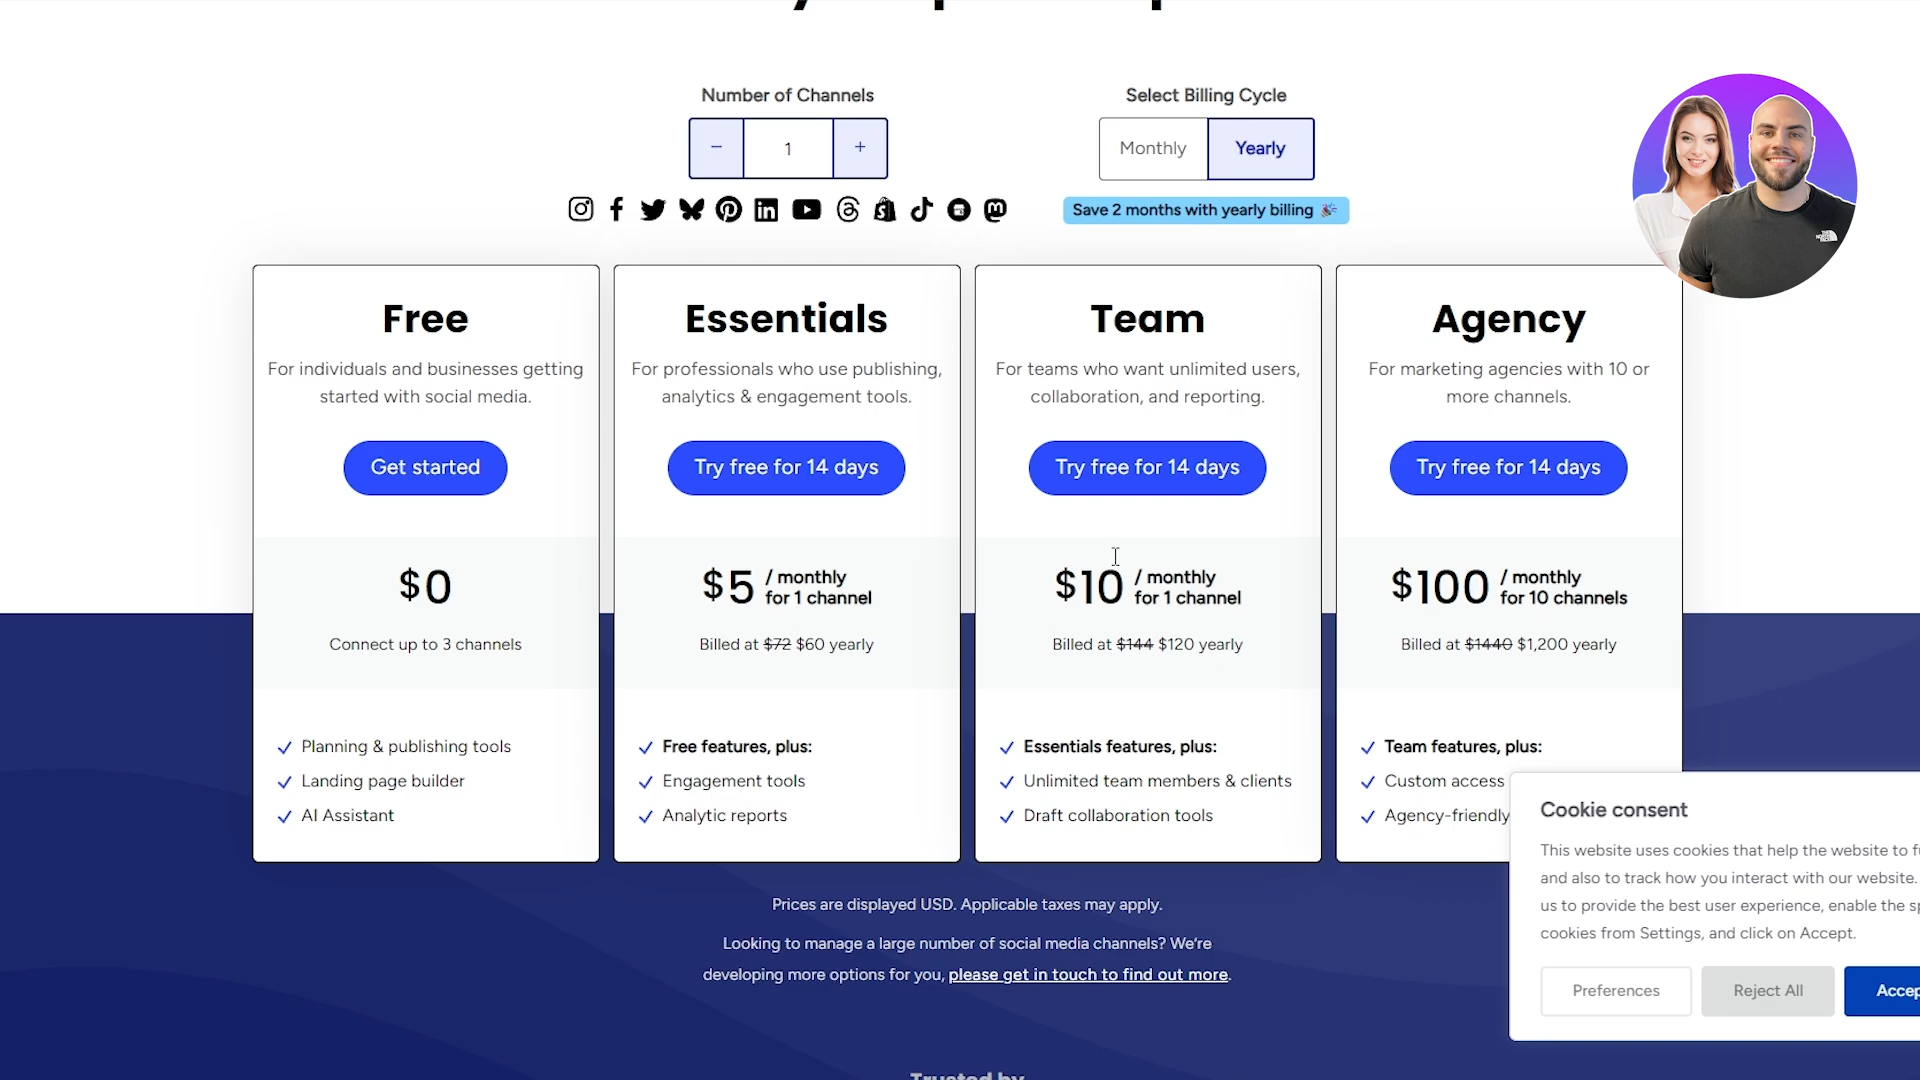 Number of Channels
Select Billing Cycle
− 1 +
Monthly Yearly
Save 2 months with yearly billing
THE NORTH FACE
Free
For individuals and businesses getting
started with social media.
Get started
$0
Connect up to 3 channels
Planning & publishing tools
Landing page builder
AI Assistant
Essentials
For professionals who use publishing,
analytics & engagement tools.
Try free for 14 days
$5 / monthly
for 1 channel
Billed at $72 $60 yearly
Free features, plus:
Engagement tools
Analytic reports
Team
For teams who want unlimited users,
collaboration, and reporting.
Try free for 14 days
$10 / monthly
for 1 channel
Billed at $144 $120 yearly
Essentials features, plus:
Unlimited team members & clients
Draft collaboration tools
Agency
For marketing agencies with 10 or
more channels.
Try free for 14 days
$100 / monthly
for 10 channels
Billed at $1440 $1,200 yearly
Team features, plus:
Custom access
Agency-friendly
Prices are displayed USD. Applicable taxes may apply.
Looking to manage a large number of social media channels? We're
developing more options for you, please get in touch to find out more.
Cookie consent
This website uses cookies that help the website to
and also to track how you interact with our website.
us to provide the best user experience, enable the
cookies from Settings, and click on Accept.
Preferences
Reject All
Accep
Trusted by